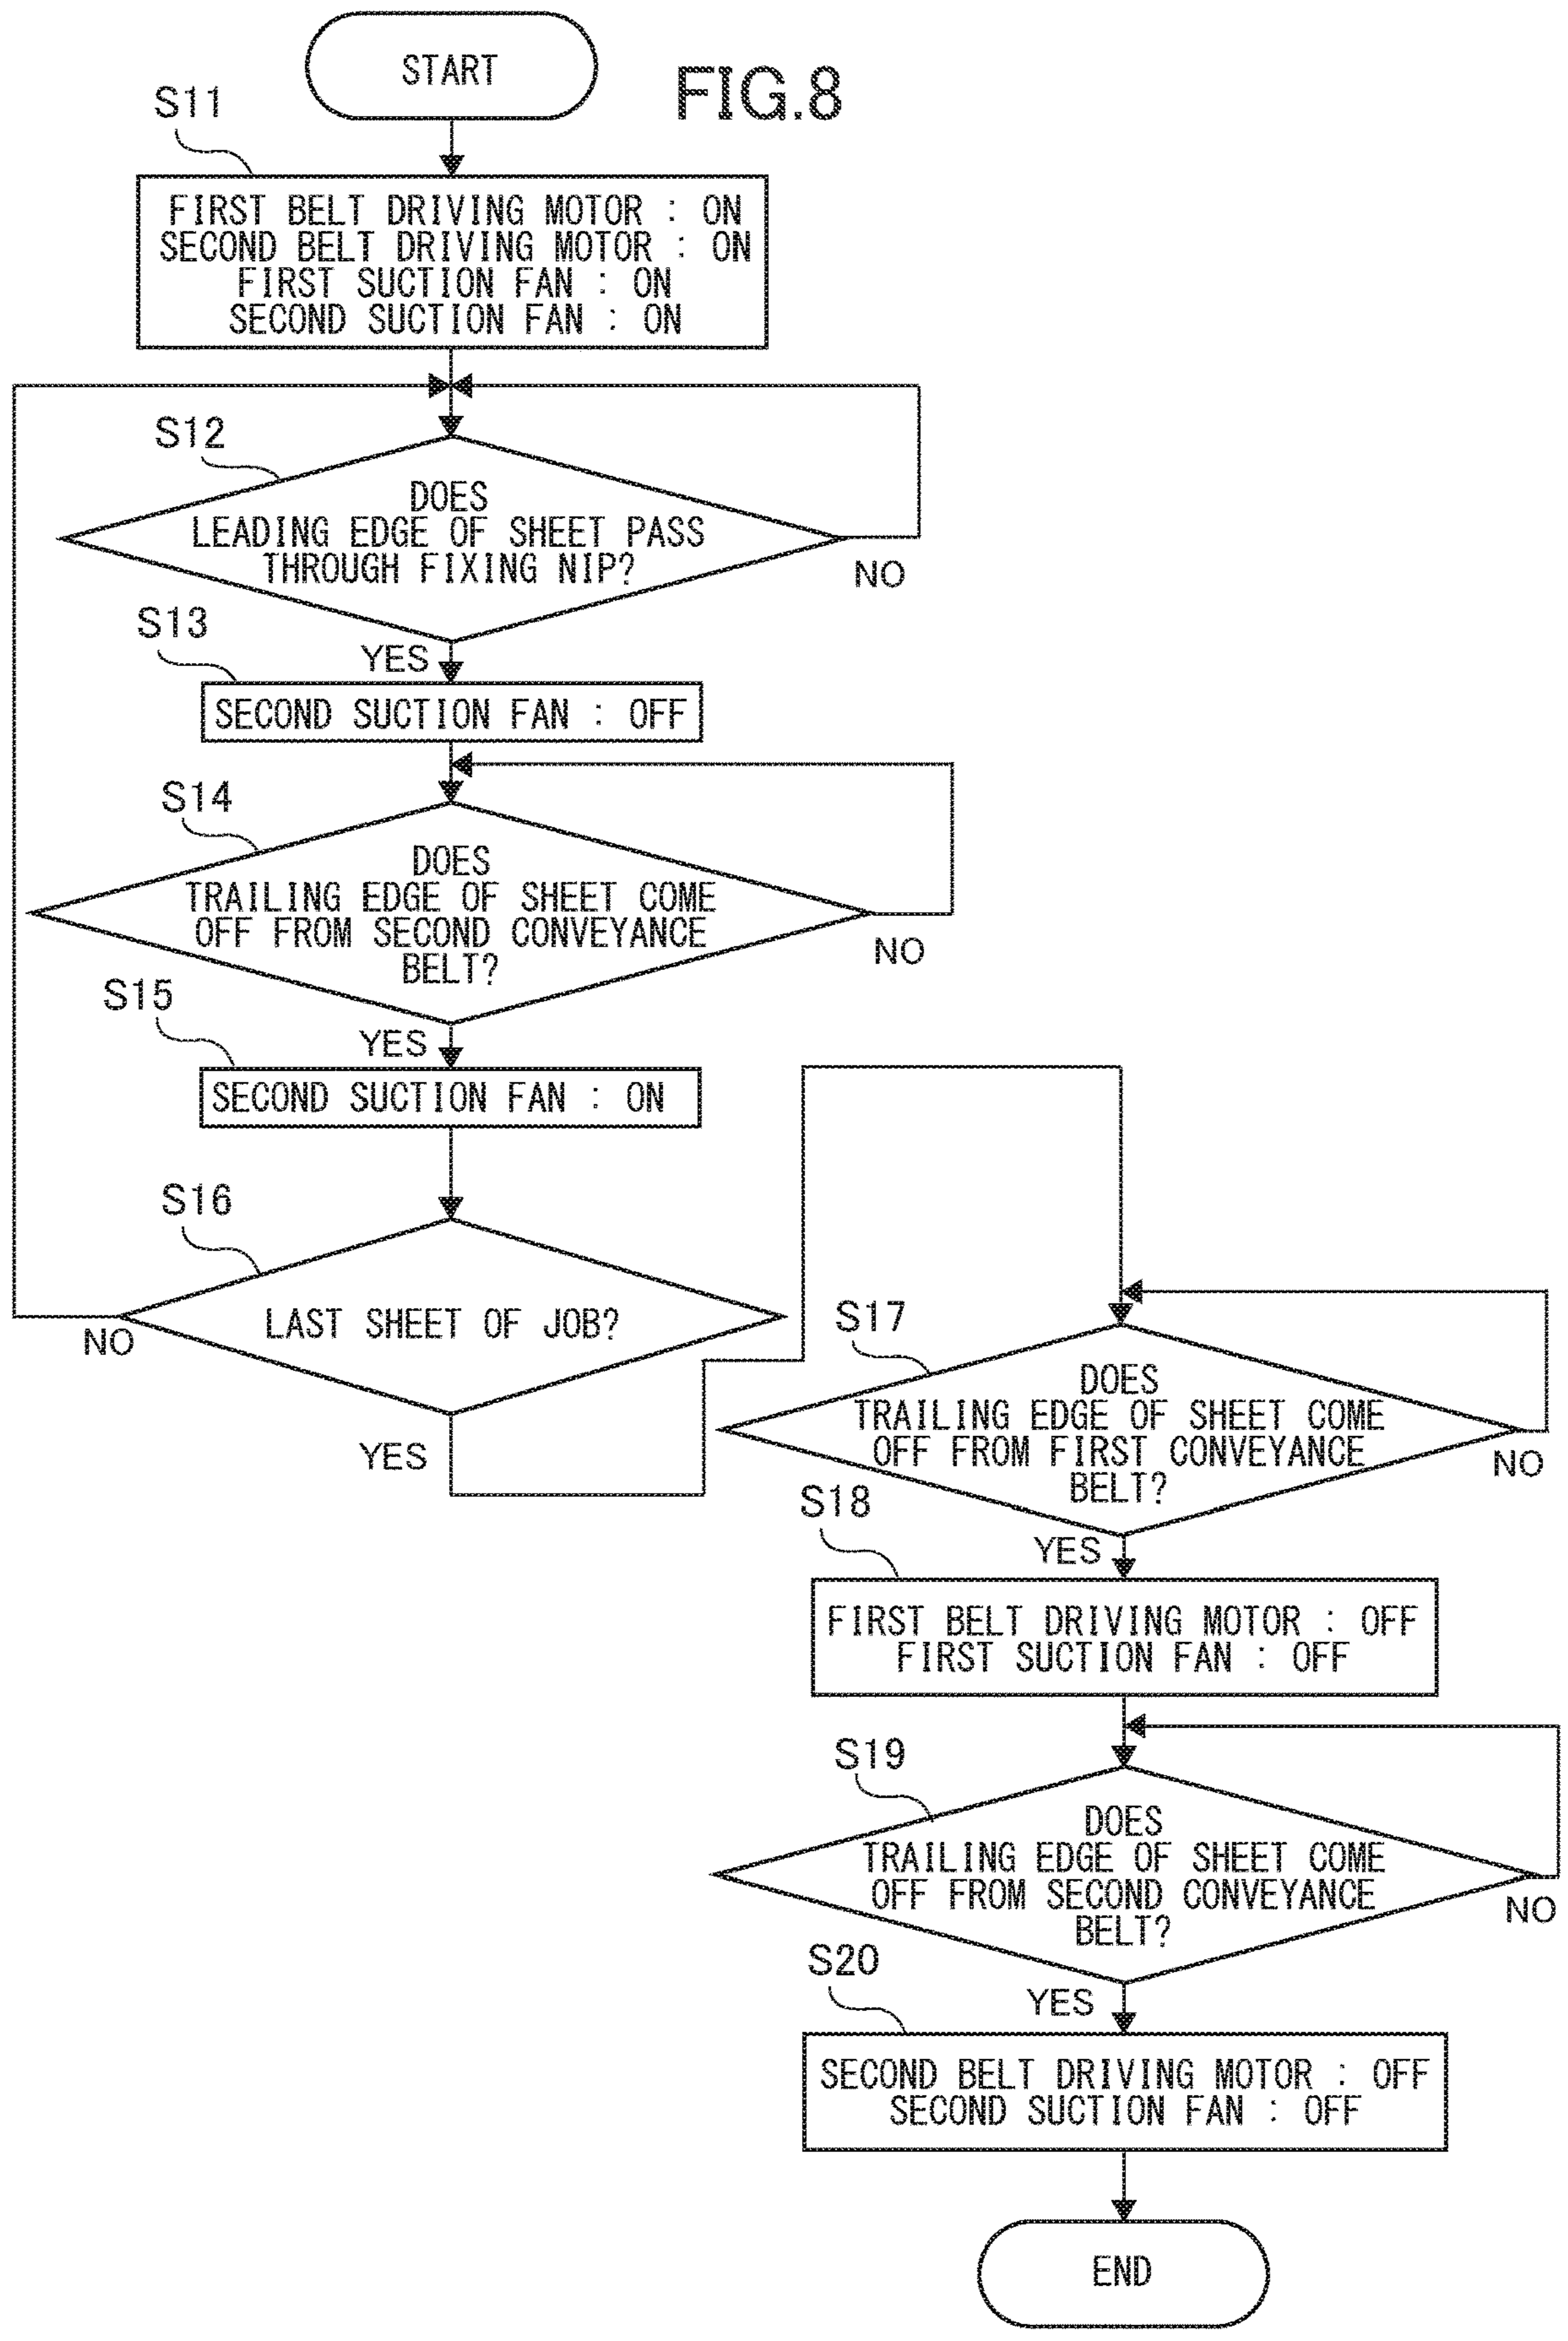 START
FIG.8
S11
FIRST BELT DRIVING MOTOR : ON
SECOND BELT DRIVING MOTOR : ON
FIRST SUCTION FAN : ON
SECOND SUCTION FAN : ON
S12
DOES
LEADING EDGE OF SHEET PASS
THROUGH FIXING NIP?
NO
S13
YES
SECOND SUCTION FAN : OFF
S14
DOES
TRAILING EDGE OF SHEET COME
OFF FROM SECOND CONVEYANCE
BELT?
NO
S15
YES
SECOND SUCTION FAN : ON
S16
LAST SHEET OF JOB?
NO
YES
S17
DOES
TRAILING EDGE OF SHEET COME
OFF FROM FIRST CONVEYANCE
BELT?
NO
S18
YES
FIRST BELT DRIVING MOTOR : OFF
FIRST SUCTION FAN : OFF
S19
DOES
TRAILING EDGE OF SHEET COME
OFF FROM SECOND CONVEYANCE
BELT?
NO
S20
YES
SECOND BELT DRIVING MOTOR : OFF
SECOND SUCTION FAN : OFF
END